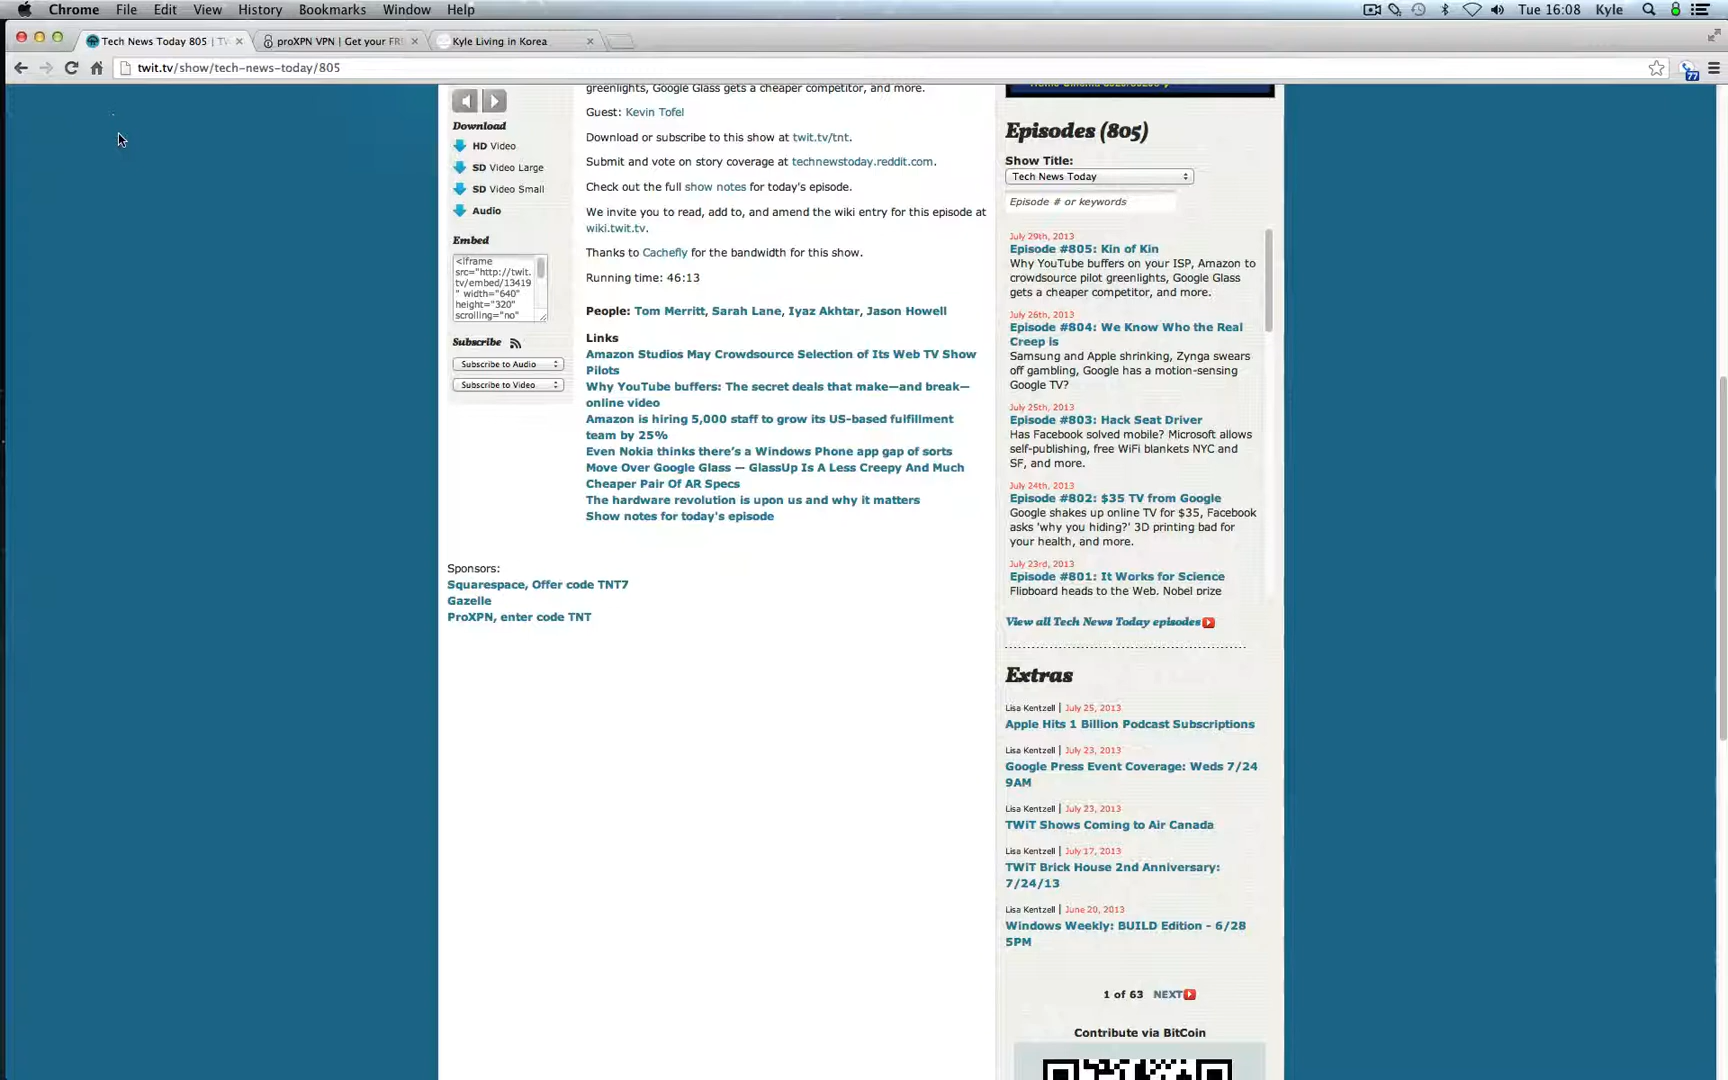 Chrome File Edit View History Bookmarks Window Help
Tue 16:08 Kyle
Tech News Today 805 | TW
proXPN VPN | Get your FR
Kyle Living in Korea
twit.tv/show/tech-news-today/805
77
greenlights, Google Glass gets a cheaper competitor, and more.
Guest: Kevin Tofel
Download or subscribe to this show at twit.tv/tnt.
Submit and vote on story coverage at technewstoday.reddit.com.
Check out the full show notes for today's episode.
We invite you to read, add to, and amend the wiki entry for this episode at
wiki.twit.tv.
Thanks to Cachefly for the bandwidth for this show.
Running time: 46:13
People: Tom Merritt, Sarah Lane, Iyaz Akhtar, Jason Howell
Links
Amazon Studios May Crowdsource Selection of Its Web TV Show
Pilots
Why YouTube buffers: The secret deals that make—and break—
online video
Amazon is hiring 5,000 staff to grow its US-based fulfillment
team by 25%
Even Nokia thinks there's a Windows Phone app gap of sorts
Move Over Google Glass — GlassUp Is A Less Creepy And Much
Cheaper Pair Of AR Specs
The hardware revolution is upon us and why it matters
Show notes for today's episode
Download
HD Video
SD Video Large
SD Video Small
Audio
Embed
<iframe
src="http://twit.
tv/embed/13419
" width="640"
height="320"
scrolling="no"
Subscribe
Subscribe to Audio
Subscribe to Video
Sponsors:
Squarespace, Offer code TNT7
Gazelle
ProXPN, enter code TNT
Episodes (805)
Show Title:
Tech News Today
Episode # or keywords
July 29th, 2013
Episode #805: Kin of Kin
Why YouTube buffers on your ISP, Amazon to
crowdsource pilot greenlights, Google Glass
gets a cheaper competitor, and more.
July 26th, 2013
Episode #804: We Know Who the Real
Creep is
Samsung and Apple shrinking, Zynga swears
off gambling, Google has a motion-sensing
Google TV?
July 25th, 2013
Episode #803: Hack Seat Driver
Has Facebook solved mobile? Microsoft allows
self-publishing, free WiFi blankets NYC and
SF, and more.
July 24th, 2013
Episode #802: $35 TV from Google
Google shakes up online TV for $35, Facebook
asks 'why you hiding?' 3D printing bad for
your health, and more.
July 23rd, 2013
Episode #801: It Works for Science
Flipboard heads to the Web. Nobel prize
View all Tech News Today episodes
Extras
Lisa Kentzell | July 25, 2013
Apple Hits 1 Billion Podcast Subscriptions
Lisa Kentzell | July 23, 2013
Google Press Event Coverage: Weds 7/24
9AM
Lisa Kentzell | July 23, 2013
TWiT Shows Coming to Air Canada
Lisa Kentzell | July 17, 2013
TWiT Brick House 2nd Anniversary:
7/24/13
Lisa Kentzell | June 20, 2013
Windows Weekly: BUILD Edition - 6/28
5PM
1 of 63 NEXT
Contribute via BitCoin